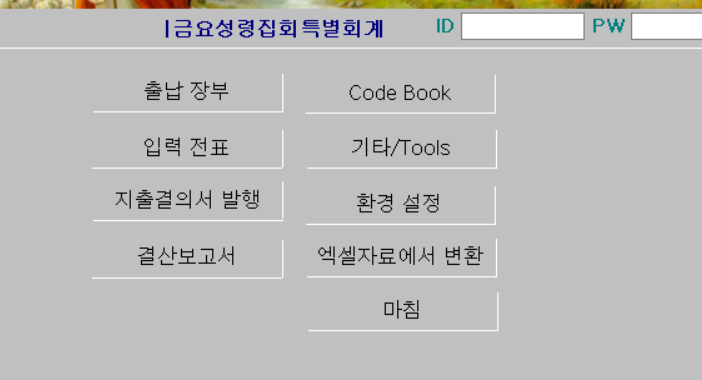 |금요성령집회특별회계 ID PW
출납 장부 Code Book
입력 전표 기타/Tools
지출결의서 발행 환경 설정
결산보고서 엑셀자료에서 변환
마침